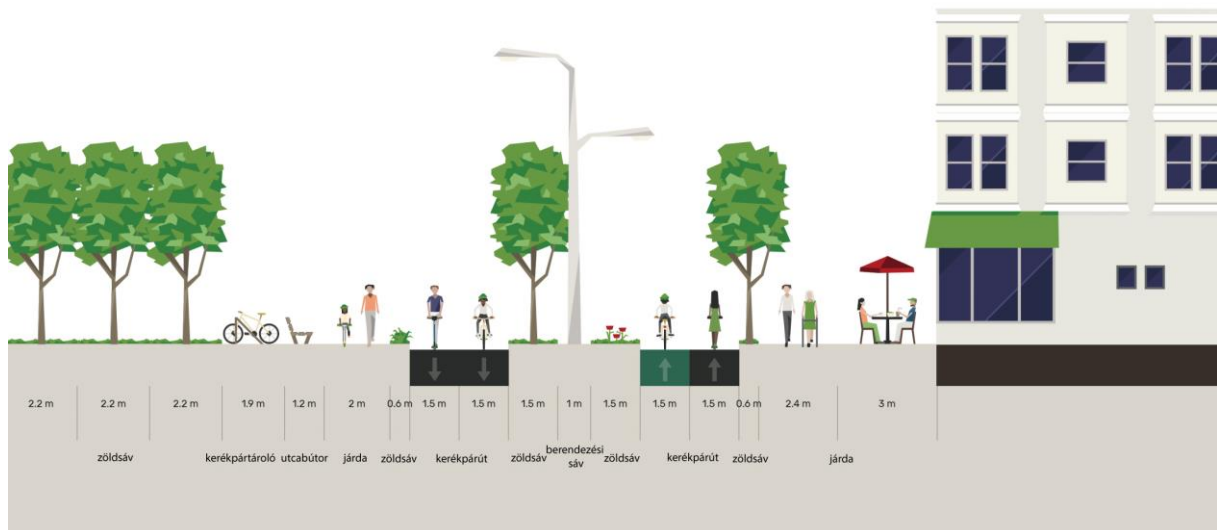 2.2 m 2.2 m 2.2 m 1.9 m 1.2 m 2 m 0.6 m 1.5 m 1.5 m 1.5 m 1 m 1.5 m 1.5 m 1.5 m 0.6 m 2.4 m 3 m
zöldsáv kerékpártároló utcabútor járda zöldsáv kerékpárút zöldsáv berendezési zöldsáv kerékpárút zöldsáv járda
sáv